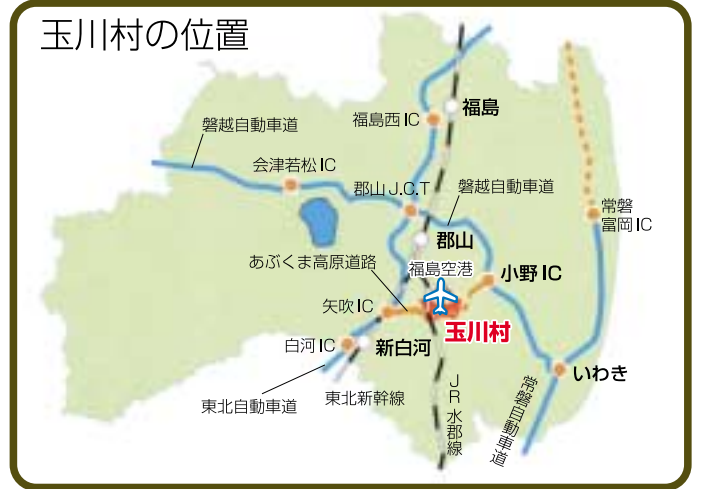 玉川村の位置
福島
福島西IC
磐越自動車道
会津若松IC
郡山J.C.T
磐越自動車道
常磐
富岡IC
郡山
あぶくま高原道路
福島空港
小野IC
矢吹IC
玉川村
白河IC
新白河
いわき
東北自動車道
東北新幹線
JR水郡線
常磐自動車道